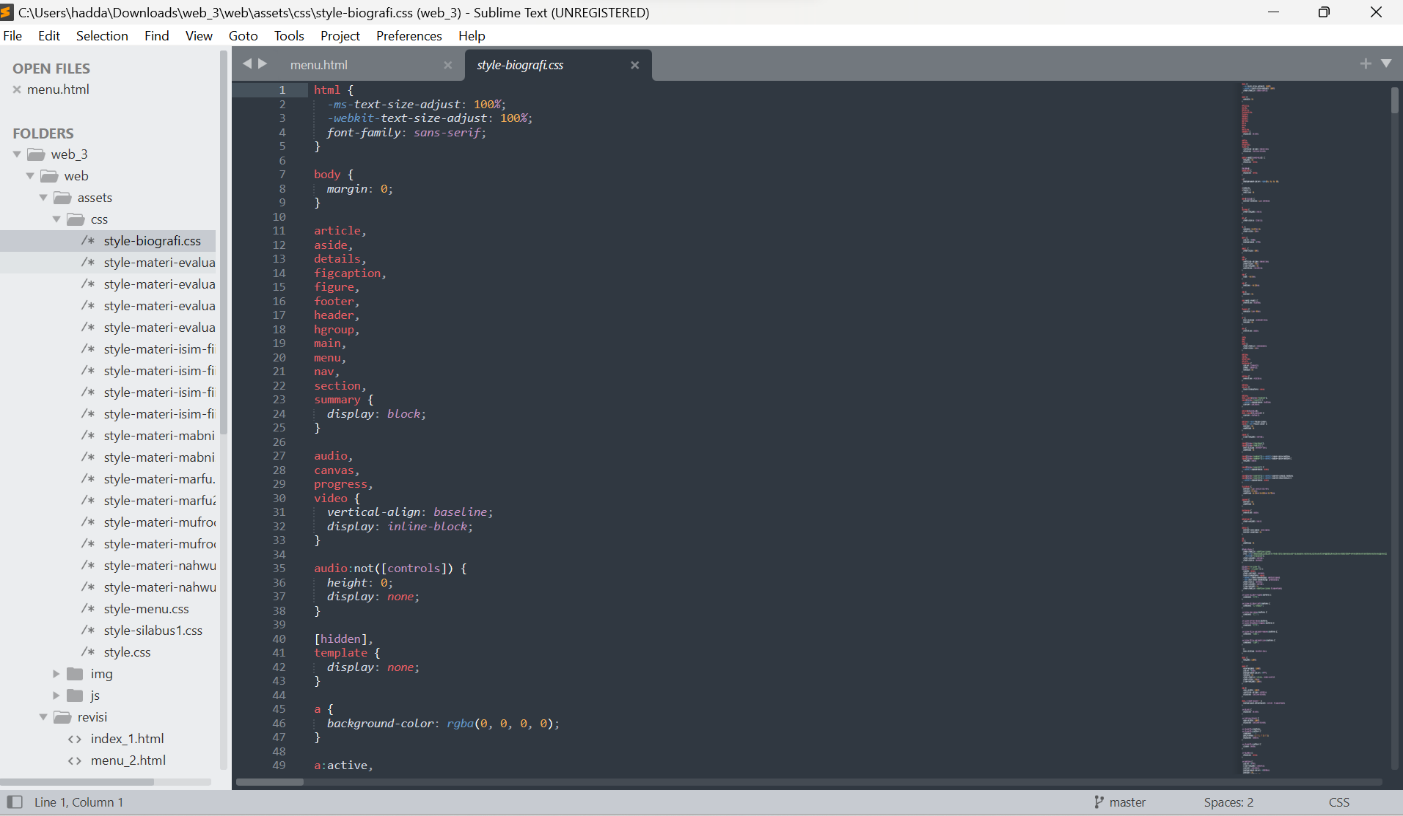 C:\Users\hadda\Downloads\web_3\web\assets\css\style-biografi.css (web_3) - Sublime Text (UNREGISTERED)
File Edit Selection Find View Goto Tools Project Preferences Help
OPEN FILES
menu.html
FOLDERS
web_3
web
assets
css
/* style-biografi.css
/* style-materi-evalua
/* style-materi-evalua
/* style-materi-evalua
/* style-materi-evalua
/* style-materi-isim-fi
/* style-materi-isim-fi
/* style-materi-isim-fi
/* style-materi-isim-fi
/* style-materi-mabni
/* style-materi-mabni
/* style-materi-marfu.
/* style-materi-marfu2
/* style-materi-mufro
/* style-materi-mufro
/* style-materi-nahwu
/* style-materi-nahwu
/* style-menu.css
/* style-silabus1.css
/* style.css
img
js
revisi
<> index_1.html
<> menu_2.html
menu.html
style-biografi.css
1 html {
2 -ms-text-size-adjust: 100%;
3 -webkit-text-size-adjust: 100%;
4 font-family: sans-serif;
5 }
6
7 body {
8 margin: 0;
9 }
10
11 article,
12 aside,
13 details,
14 figcaption,
15 figure,
16 footer,
17 header,
18 hgroup,
19 main,
20 menu,
21 nav,
22 section,
23 summary {
24 display: block;
25 }
26
27 audio,
28 canvas,
29 progress,
30 video {
31 vertical-align: baseline;
32 display: inline-block;
33 }
34
35 audio:not([controls]) {
36 height: 0;
37 display: none;
38 }
39
40 [hidden],
41 template {
42 display: none;
43 }
44
45 a {
46 background-color: rgba(0, 0, 0, 0);
47 }
48
49 a:active,
Line 1, Column 1
master
Spaces: 2
CSS